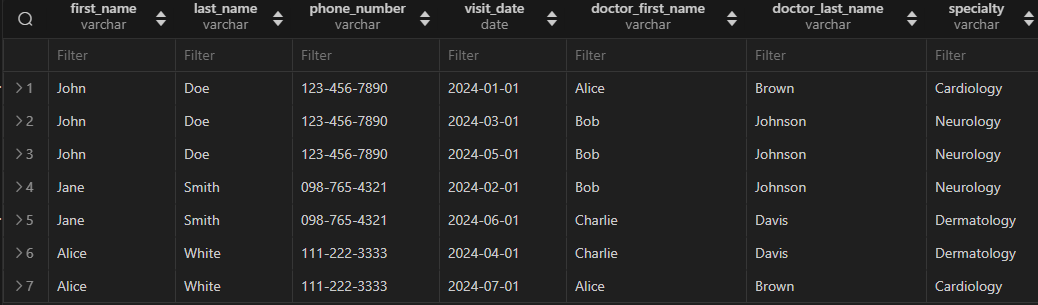 first_name last_name phone_number visit_date doctor_first_name doctor_last_name specialty
varchar varchar varchar date varchar varchar varchar
Filter Filter Filter Filter Filter Filter Filter
1 John Doe 123-456-7890 2024-01-01 Alice Brown Cardiology
2 John Doe 123-456-7890 2024-03-01 Bob Johnson Neurology
3 John Doe 123-456-7890 2024-05-01 Bob Johnson Neurology
4 Jane Smith 098-765-4321 2024-02-01 Bob Johnson Neurology
5 Jane Smith 098-765-4321 2024-06-01 Charlie Davis Dermatology
6 Alice White 111-222-3333 2024-04-01 Charlie Davis Dermatology
7 Alice White 111-222-3333 2024-07-01 Alice Brown Cardiology